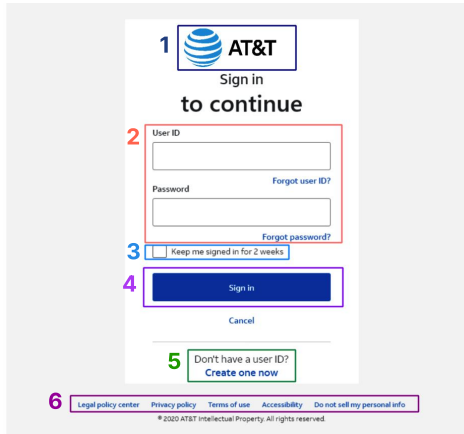 1 AT&T
Sign in
to continue
2 User ID
Forgot user ID?
Password
Forgot password?
3 Keep me signed in for 2 weeks
4 Sign in
Cancel
5 Don't have a user ID?
Create one now
6 Legal policy center Privacy policy Terms of use Accessibility Do not sell my personal info
© 2020 AT&T Intellectual Property. All rights reserved.